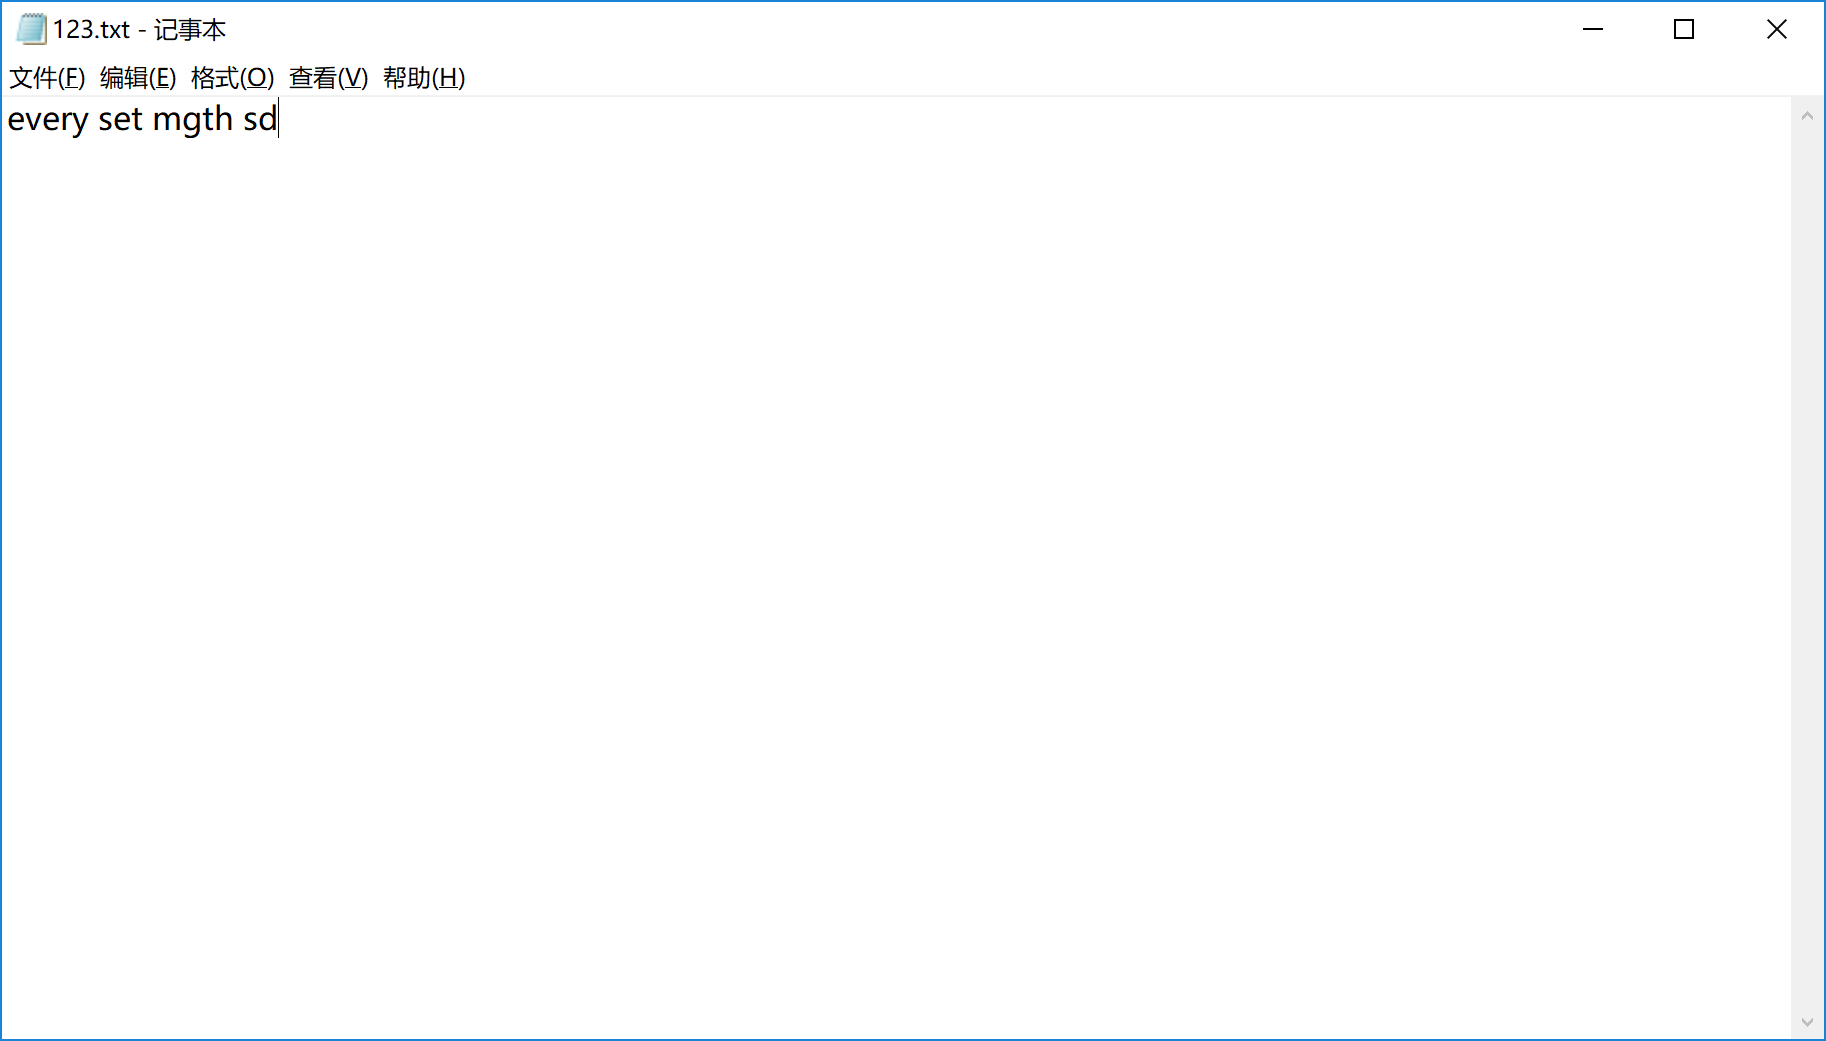 123.txt - 记事本
文件(F) 编辑(E) 格式(O) 查看(V) 帮助(H)
every set mgth sd